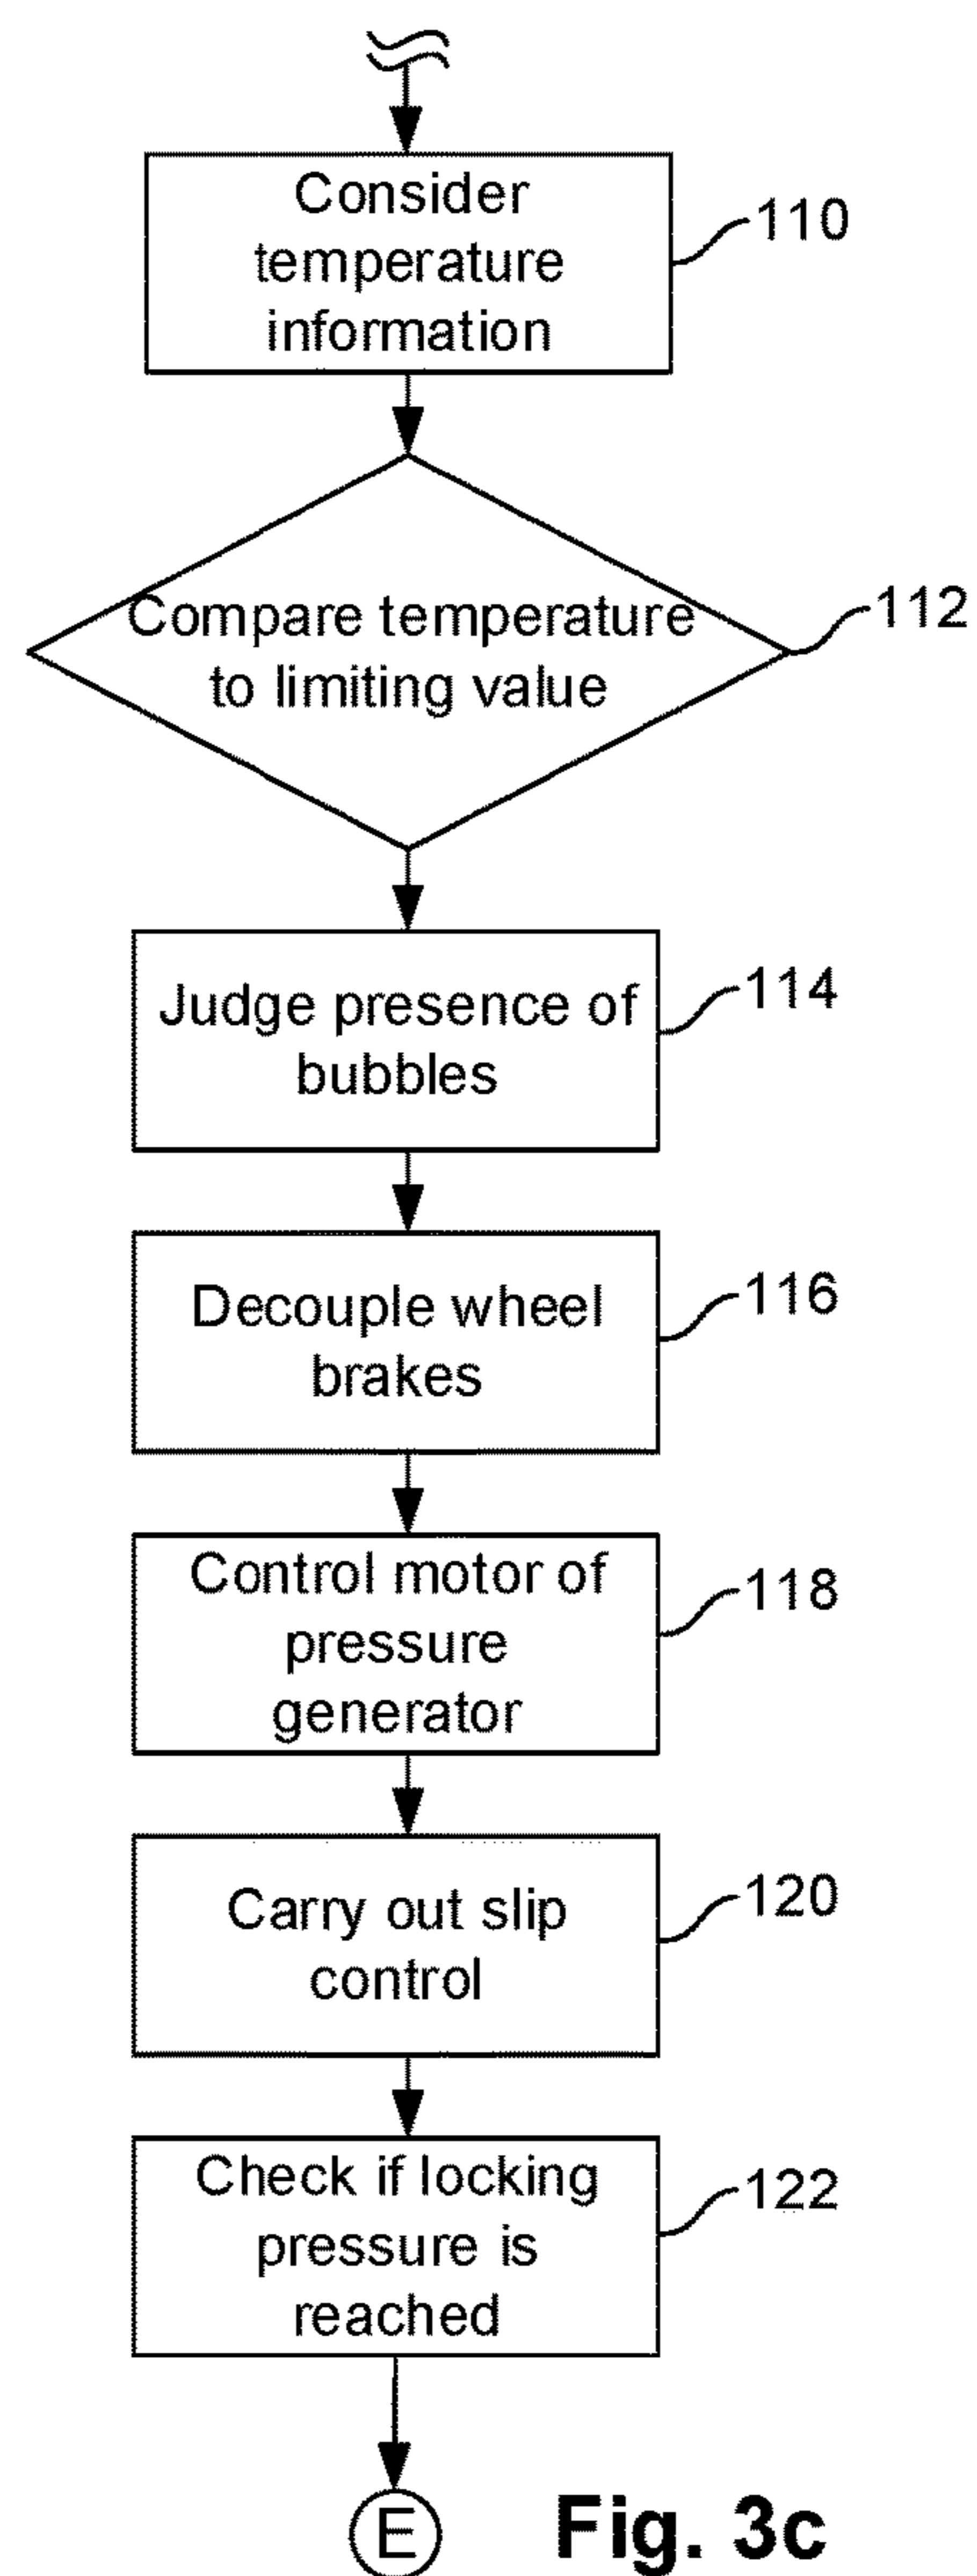 Consider
temperature
information
110
Compare temperature
to limiting value
112
Judge presence of
bubbles
114
Decouple wheel
brakes
116
Control motor of
pressure
generator
118
Carry out slip
control
120
Check if locking
pressure is
reached
122
E
Fig. 3c